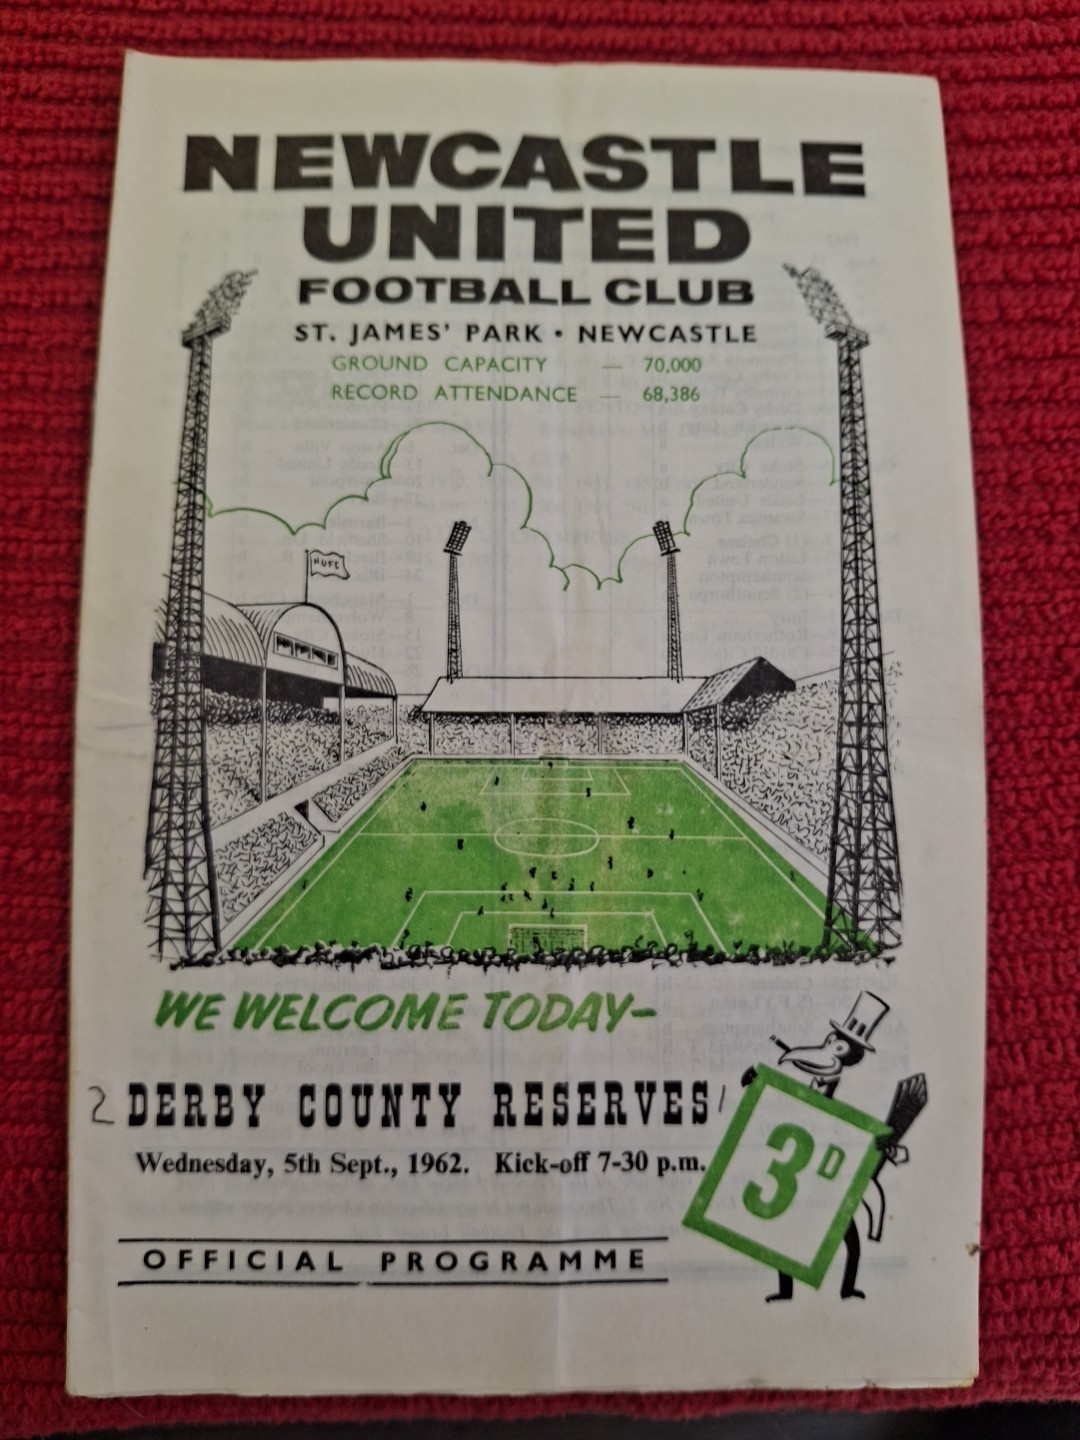 NEWCASTLE
UNITED
FOOTBALL CLUB
ST. JAMES' PARK • NEWCASTLE
GROUND CAPACITY — 70,000
RECORD ATTENDANCE — 68,386
NUFC
WE WELCOME TODAY—
2 DERBY COUNTY RESERVES 1
Wednesday, 5th Sept., 1962. Kick-off 7-30 p.m.
3D
OFFICIAL PROGRAMME